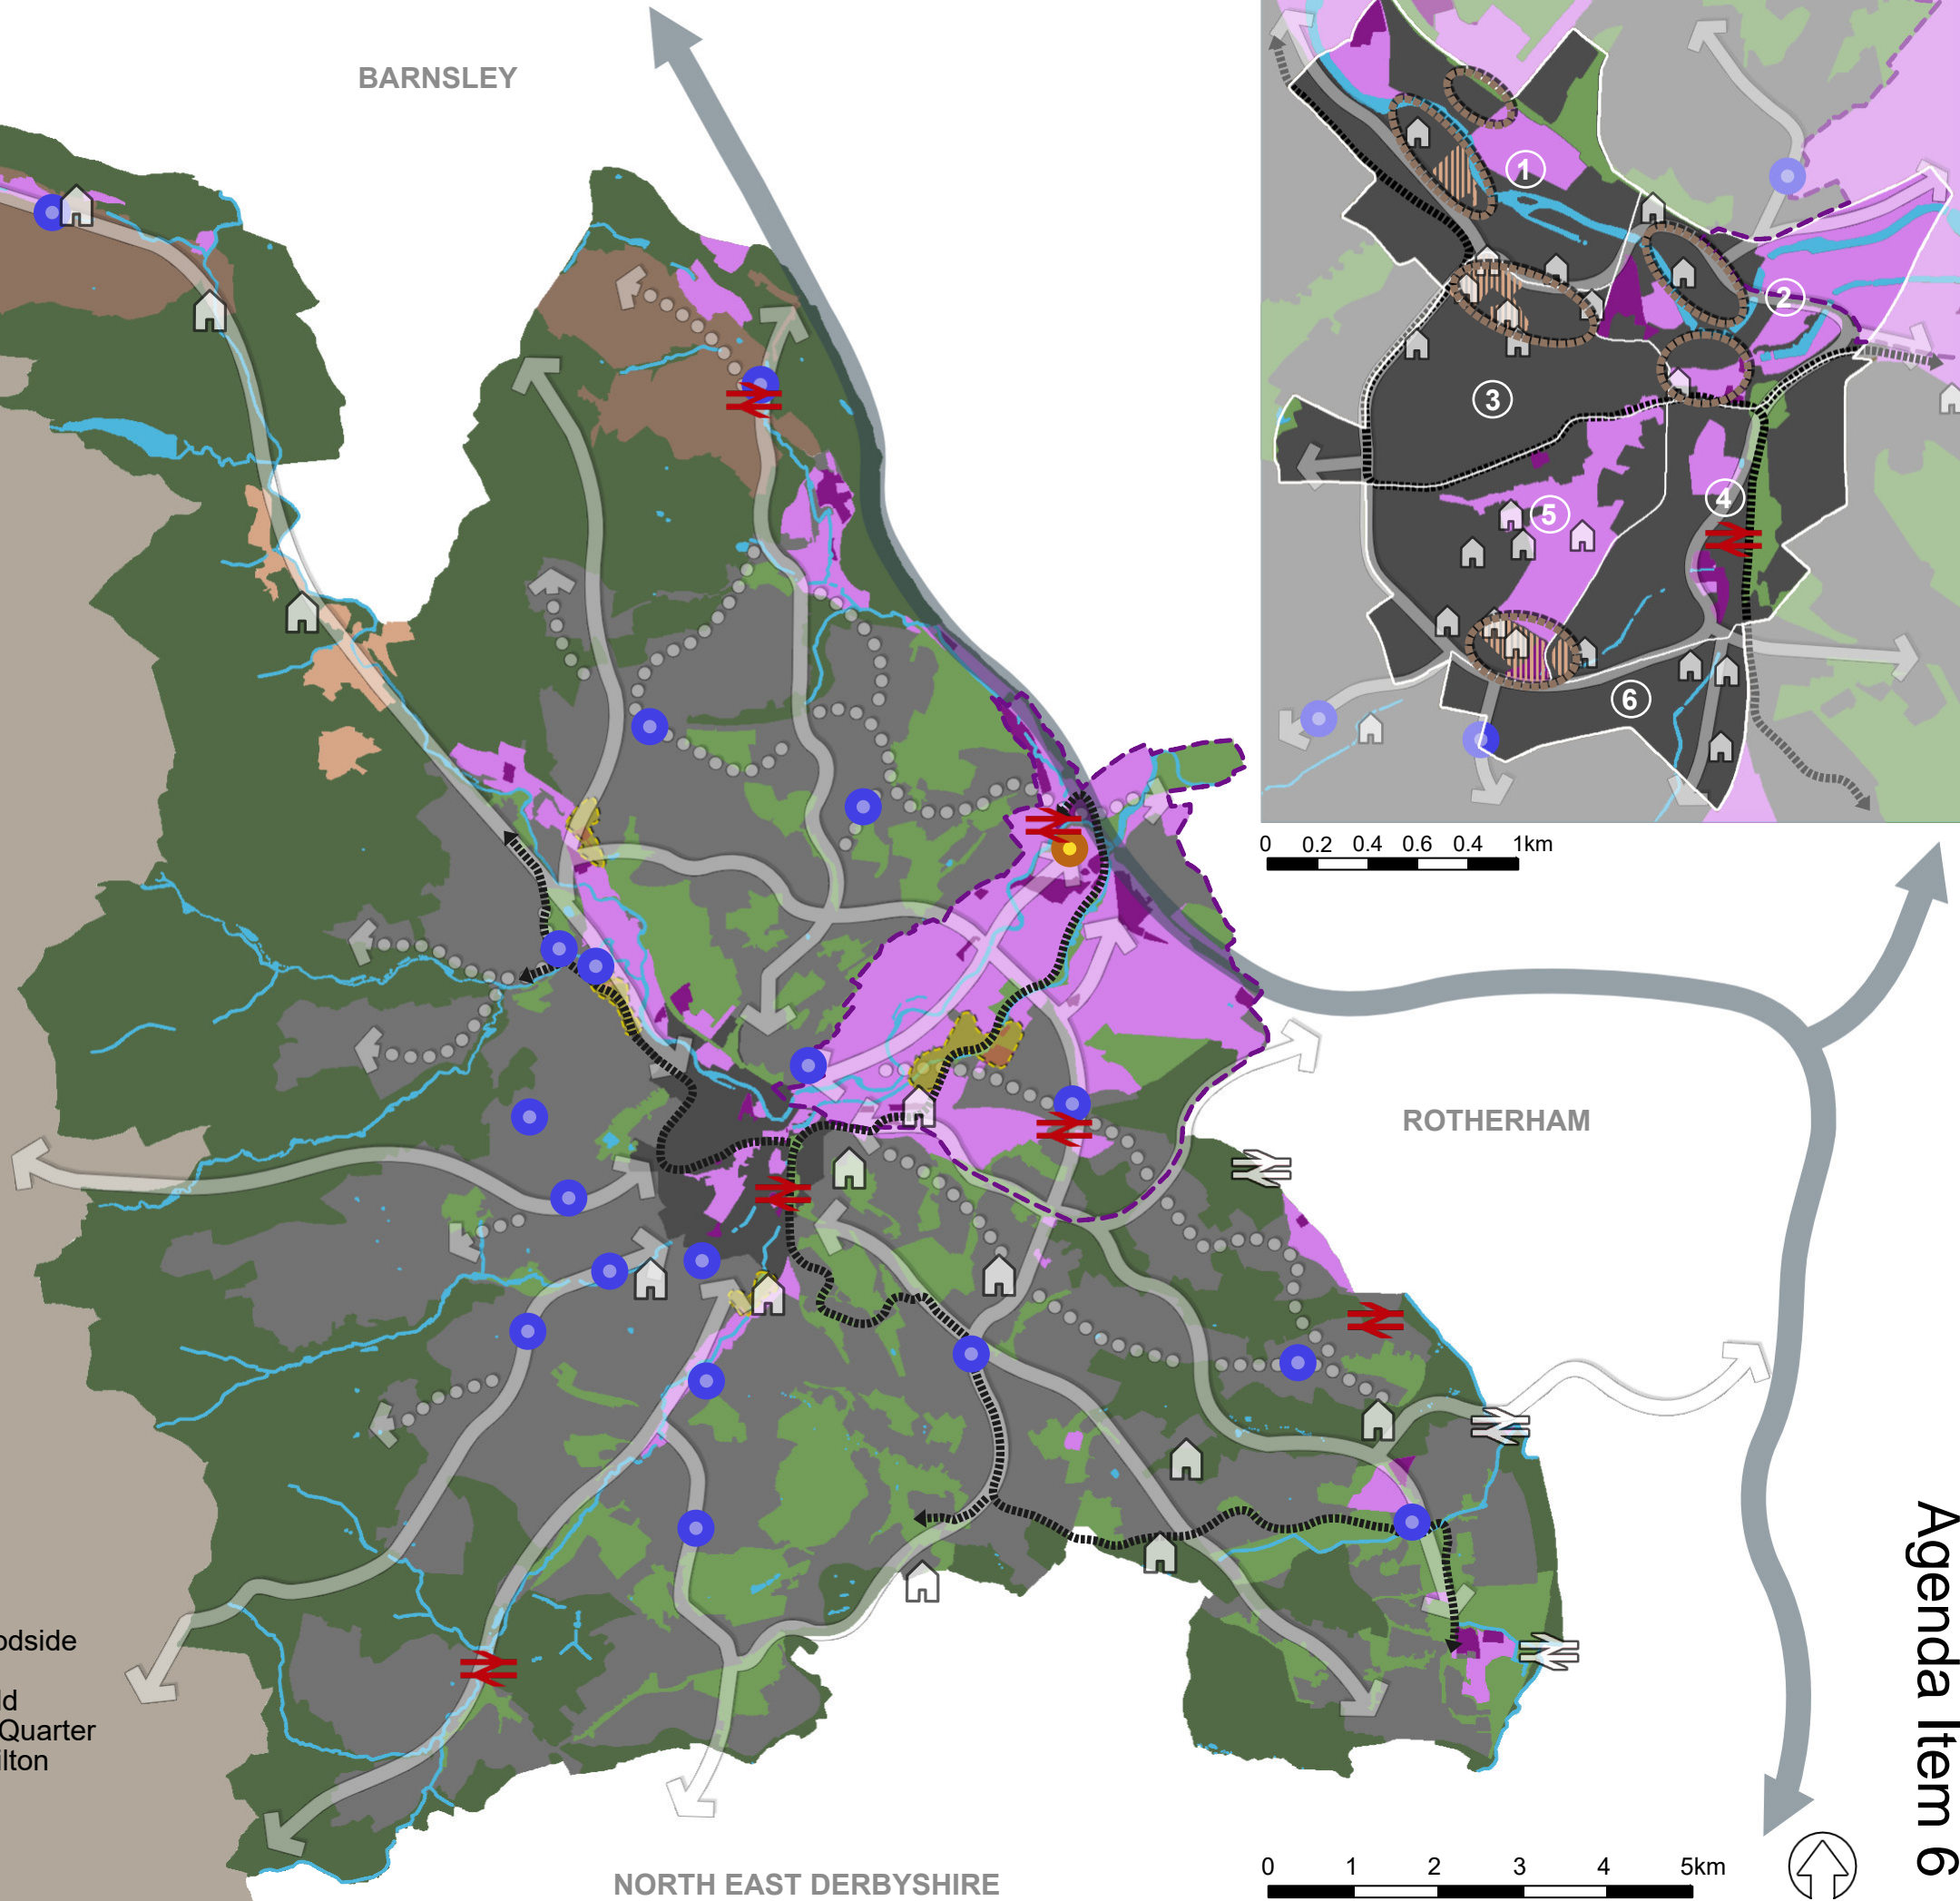 BARNSLEY
1
2
3
4
5
6
0 0.2 0.4 0.6 0.4 1km
ROTHERHAM
Agenda Item 6
odside
ld
Quarter
ilton
NORTH EAST DERBYSHIRE
0 1 2 3 4 5km